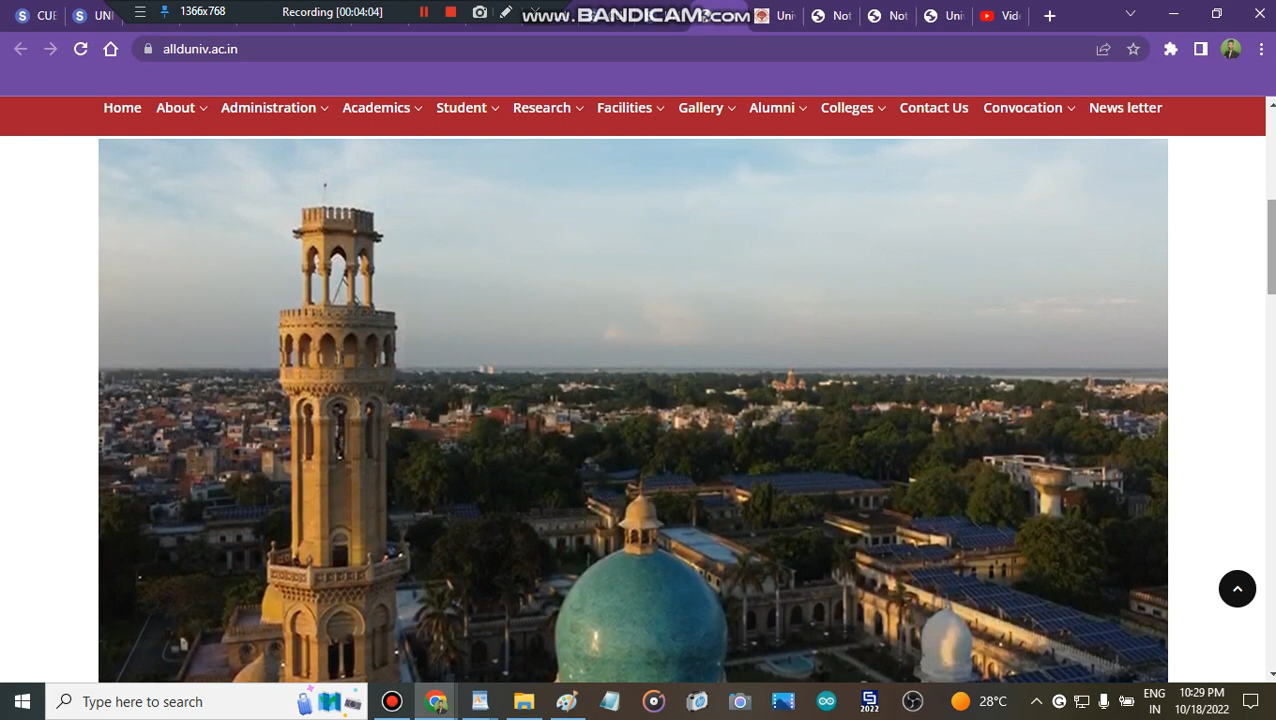 1366x768 Recording [00:04:04] www.BANDICAM.COM
CUE UNI Uni Not Not Uni Vid
allduniv.ac.in
Home About Administration Academics Student Research Facilities Gallery Alumni Colleges Contact Us Convocation News letter
Type here to search 2022 28°C ENG 10:29 PM
IN 10/18/2022